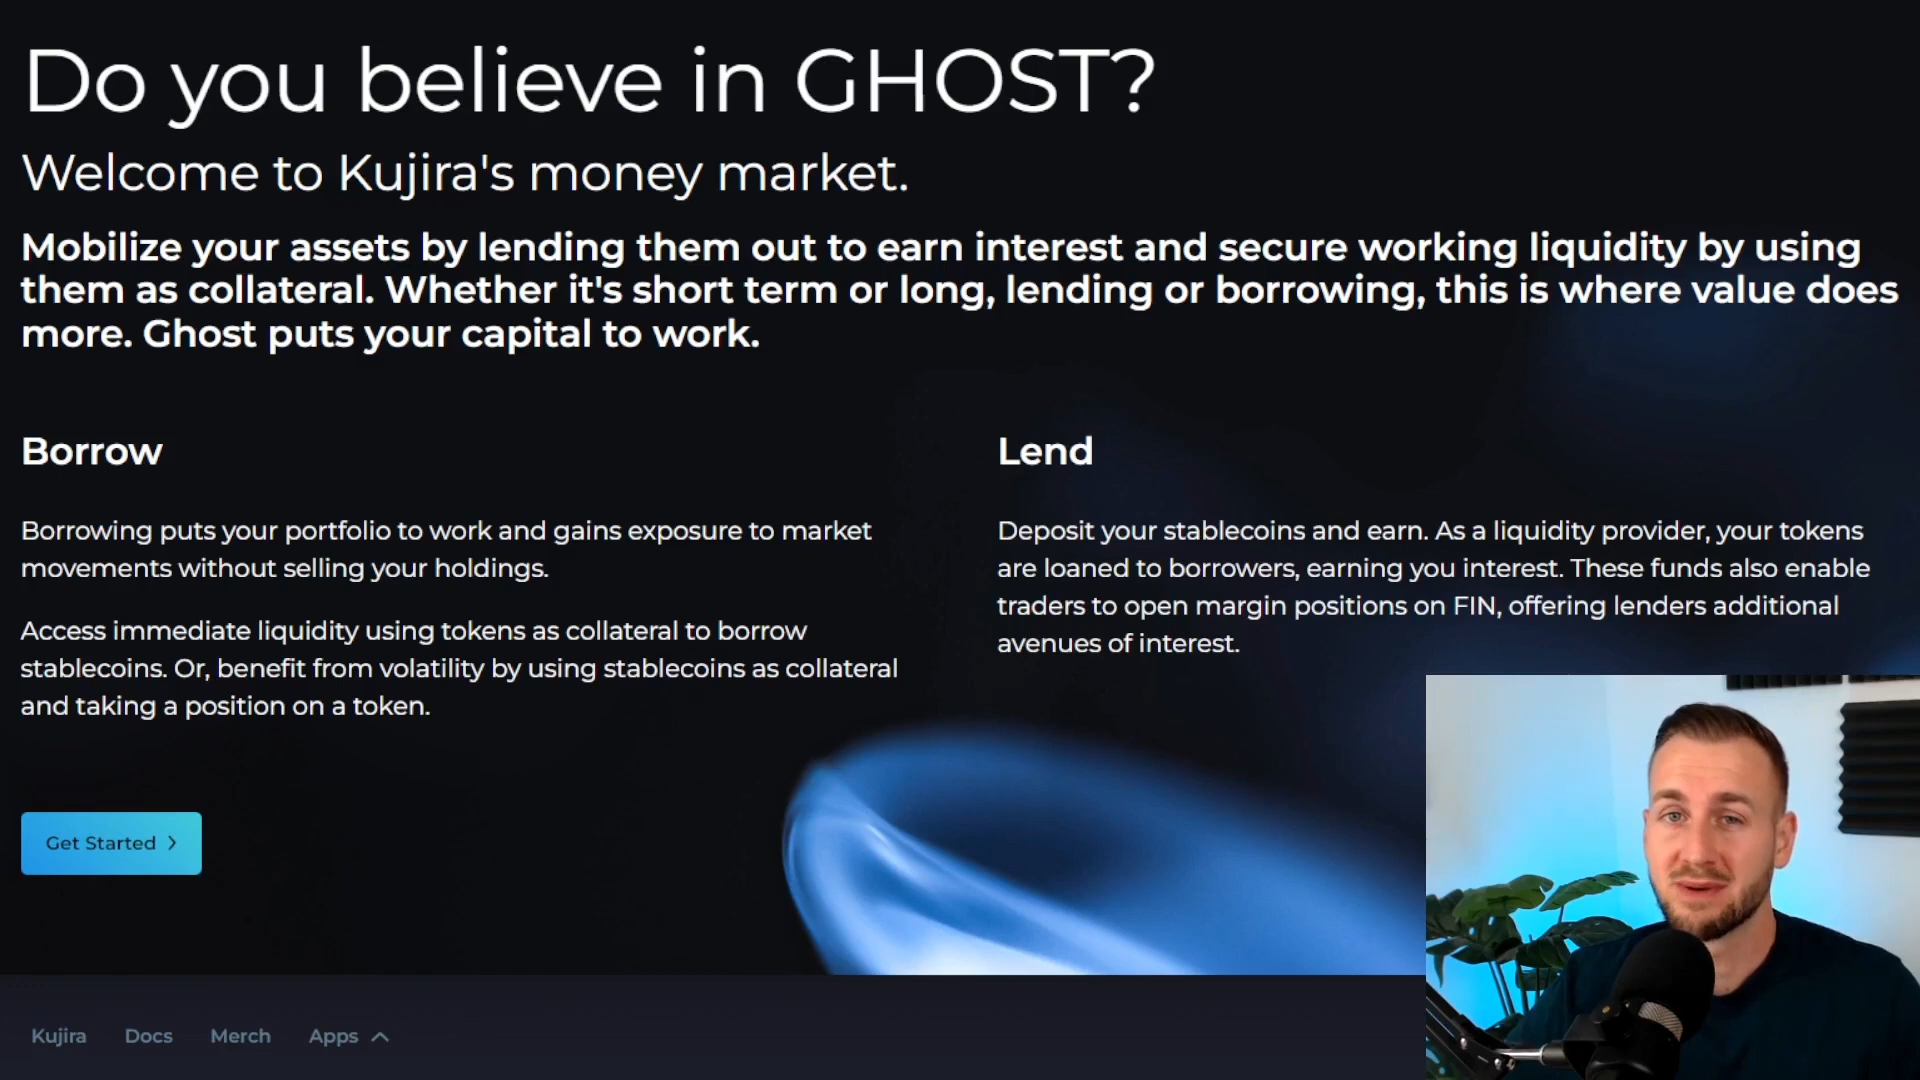 Do you believe in GHOST?
Welcome to Kujira's money market.
Mobilize your assets by lending them out to earn interest and secure working liquidity by using
them as collateral. Whether it's short term or long, lending or borrowing, this is where value does
more. Ghost puts your capital to work.
Borrow
Borrowing puts your portfolio to work and gains exposure to market
movements without selling your holdings.
Access immediate liquidity using tokens as collateral to borrow
stablecoins. Or, benefit from volatility by using stablecoins as collateral
and taking a position on a token.
Get Started
Lend
Deposit your stablecoins and earn. As a liquidity provider, your tokens
are loaned to borrowers, earning you interest. These funds also enable
traders to open margin positions on FIN, offering lenders additional
avenues of interest.
Kujira Docs Merch Apps